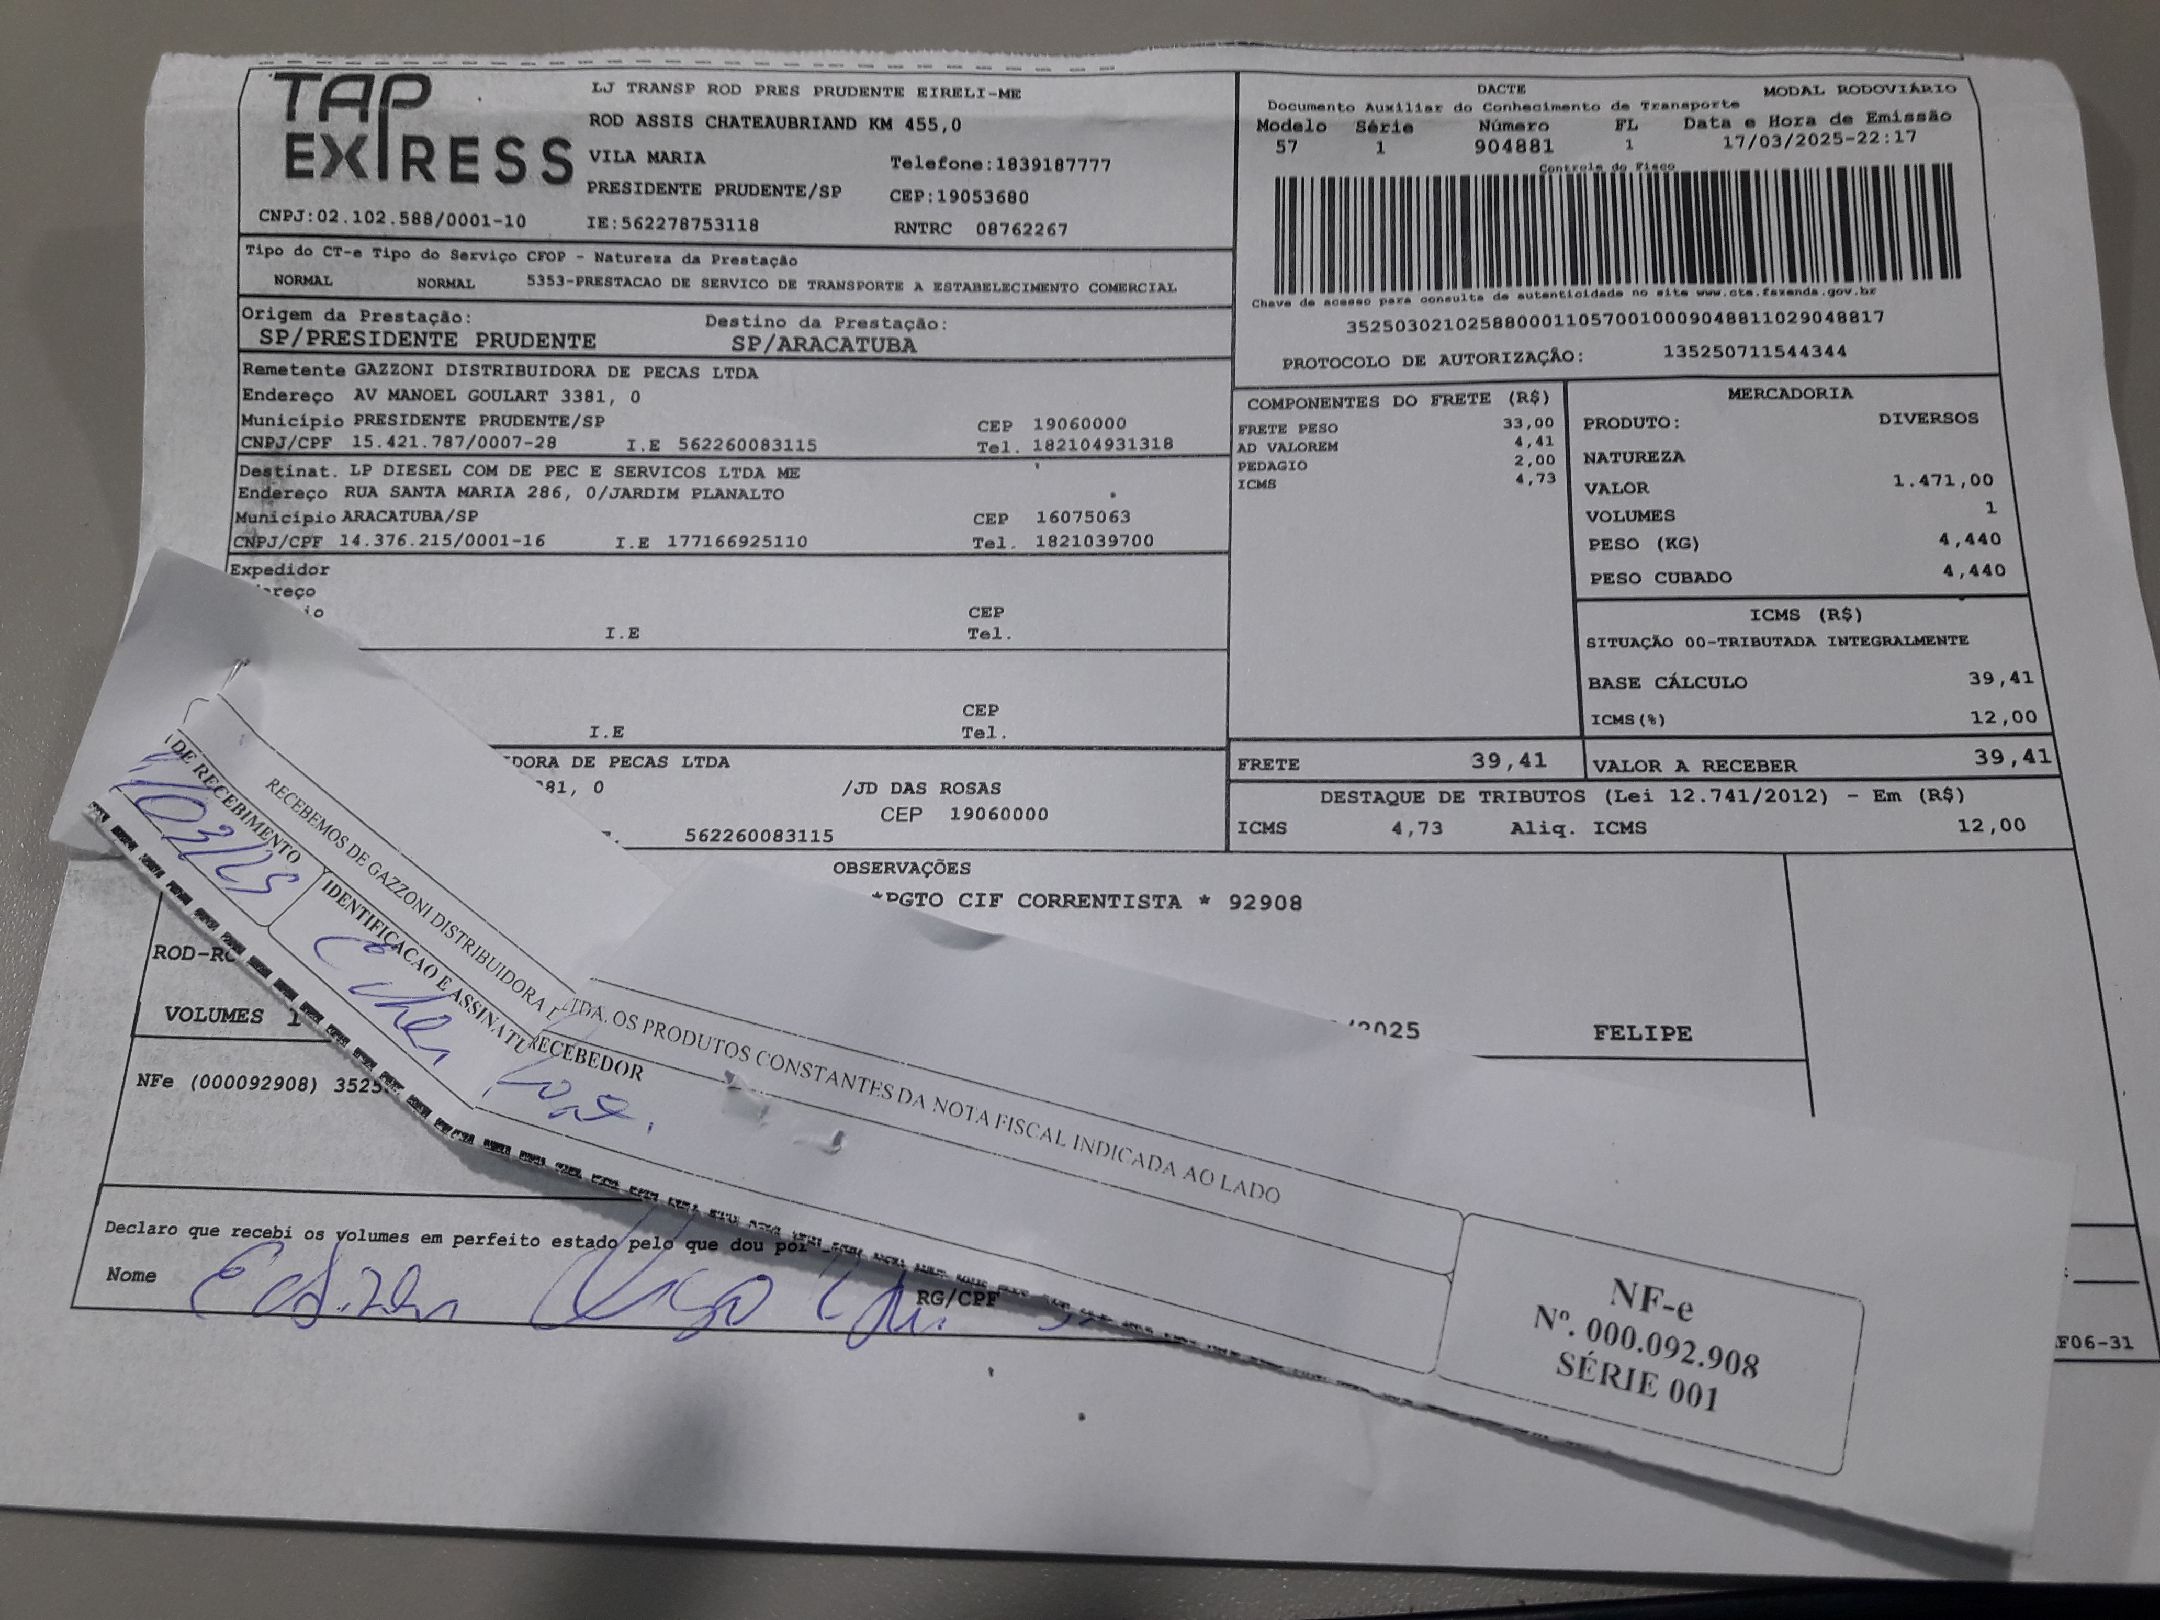 TAP EXPRESS
LJ TRANSP ROD PRES PRUDENTE EIRELI-ME
ROD ASSIS CHATEAUBRIAND KM 455,0
VILA MARIA Telefone:1839187777
PRESIDENTE PRUDENTE/SP CEP:19053680
CNPJ:02.102.588/0001-10 IE:562278753118 RNTRC 08762267
DACTE MODAL RODOVIÁRIO
Documento Auxiliar do Conhecimento de Transporte
Modelo Série Número FL Data e Hora de Emissão
57 1 904881 1 17/03/2025-22:17
Controle do Fisco
Chave de acesso para consulta de autenticidade no site www.cte.fazenda.gov.br
35250302102588000110570010009048811029048817
PROTOCOLO DE AUTORIZAÇÃO: 135250711544344
Tipo do CT-e Tipo do Serviço CFOP - Natureza da Prestação
NORMAL NORMAL 5353-PRESTACAO DE SERVICO DE TRANSPORTE A ESTABELECIMENTO COMERCIAL
Origem da Prestação: Destino da Prestação:
SP/PRESIDENTE PRUDENTE SP/ARACATUBA
Remetente GAZZONI DISTRIBUIDORA DE PECAS LTDA
Endereço AV MANOEL GOULART 3381, 0
Município PRESIDENTE PRUDENTE/SP CEP 19060000
CNPJ/CPF 15.421.787/0007-28 I.E 562260083115 Tel. 182104931318
Destinat. LP DIESEL COM DE PEC E SERVICOS LTDA ME
Endereço RUA SANTA MARIA 286, 0/JARDIM PLANALTO
Município ARACATUBA/SP CEP 16075063
CNPJ/CPF 14.376.215/0001-16 I.E 177166925110 Tel. 1821039700
Expedidor
ereço
io CEP
I.E Tel.
CEP
I.E Tel.
DORA DE PECAS LTDA
81, 0 /JD DAS ROSAS
CEP 19060000
562260083115
COMPONENTES DO FRETE (R$)
FRETE PESO 33,00
AD VALOREM 4,41
PEDAGIO 2,00
ICMS 4,73
MERCADORIA
PRODUTO: DIVERSOS
NATUREZA
VALOR 1.471,00
VOLUMES 1
PESO (KG) 4,440
PESO CUBADO 4,440
ICMS (R$)
SITUAÇÃO 00-TRIBUTADA INTEGRALMENTE
BASE CÁLCULO 39,41
ICMS(%) 12,00
FRETE 39,41 VALOR A RECEBER 39,41
DESTAQUE DE TRIBUTOS (Lei 12.741/2012) - Em (R$)
ICMS 4,73 Aliq. ICMS 12,00
OBSERVAÇÕES
*PGTO CIF CORRENTISTA * 92908
ROD-RO
VOLUMES 1
/2025 FELIPE
NFe (000092908) 3525
DE RECEBIMENTO
/03/25
RECEBEMOS DE GAZZONI DISTRIBUIDORA LTDA. OS PRODUTOS CONSTANTES DA NOTA FISCAL INDICADA AO LADO
IDENTIFICACAO E ASSINATU RECEBEDOR
NF-e
Nº. 000.092.908
SÉRIE 001
Declaro que recebi os volumes em perfeito estado pelo que dou por
Nome RG/CPF
F06-31